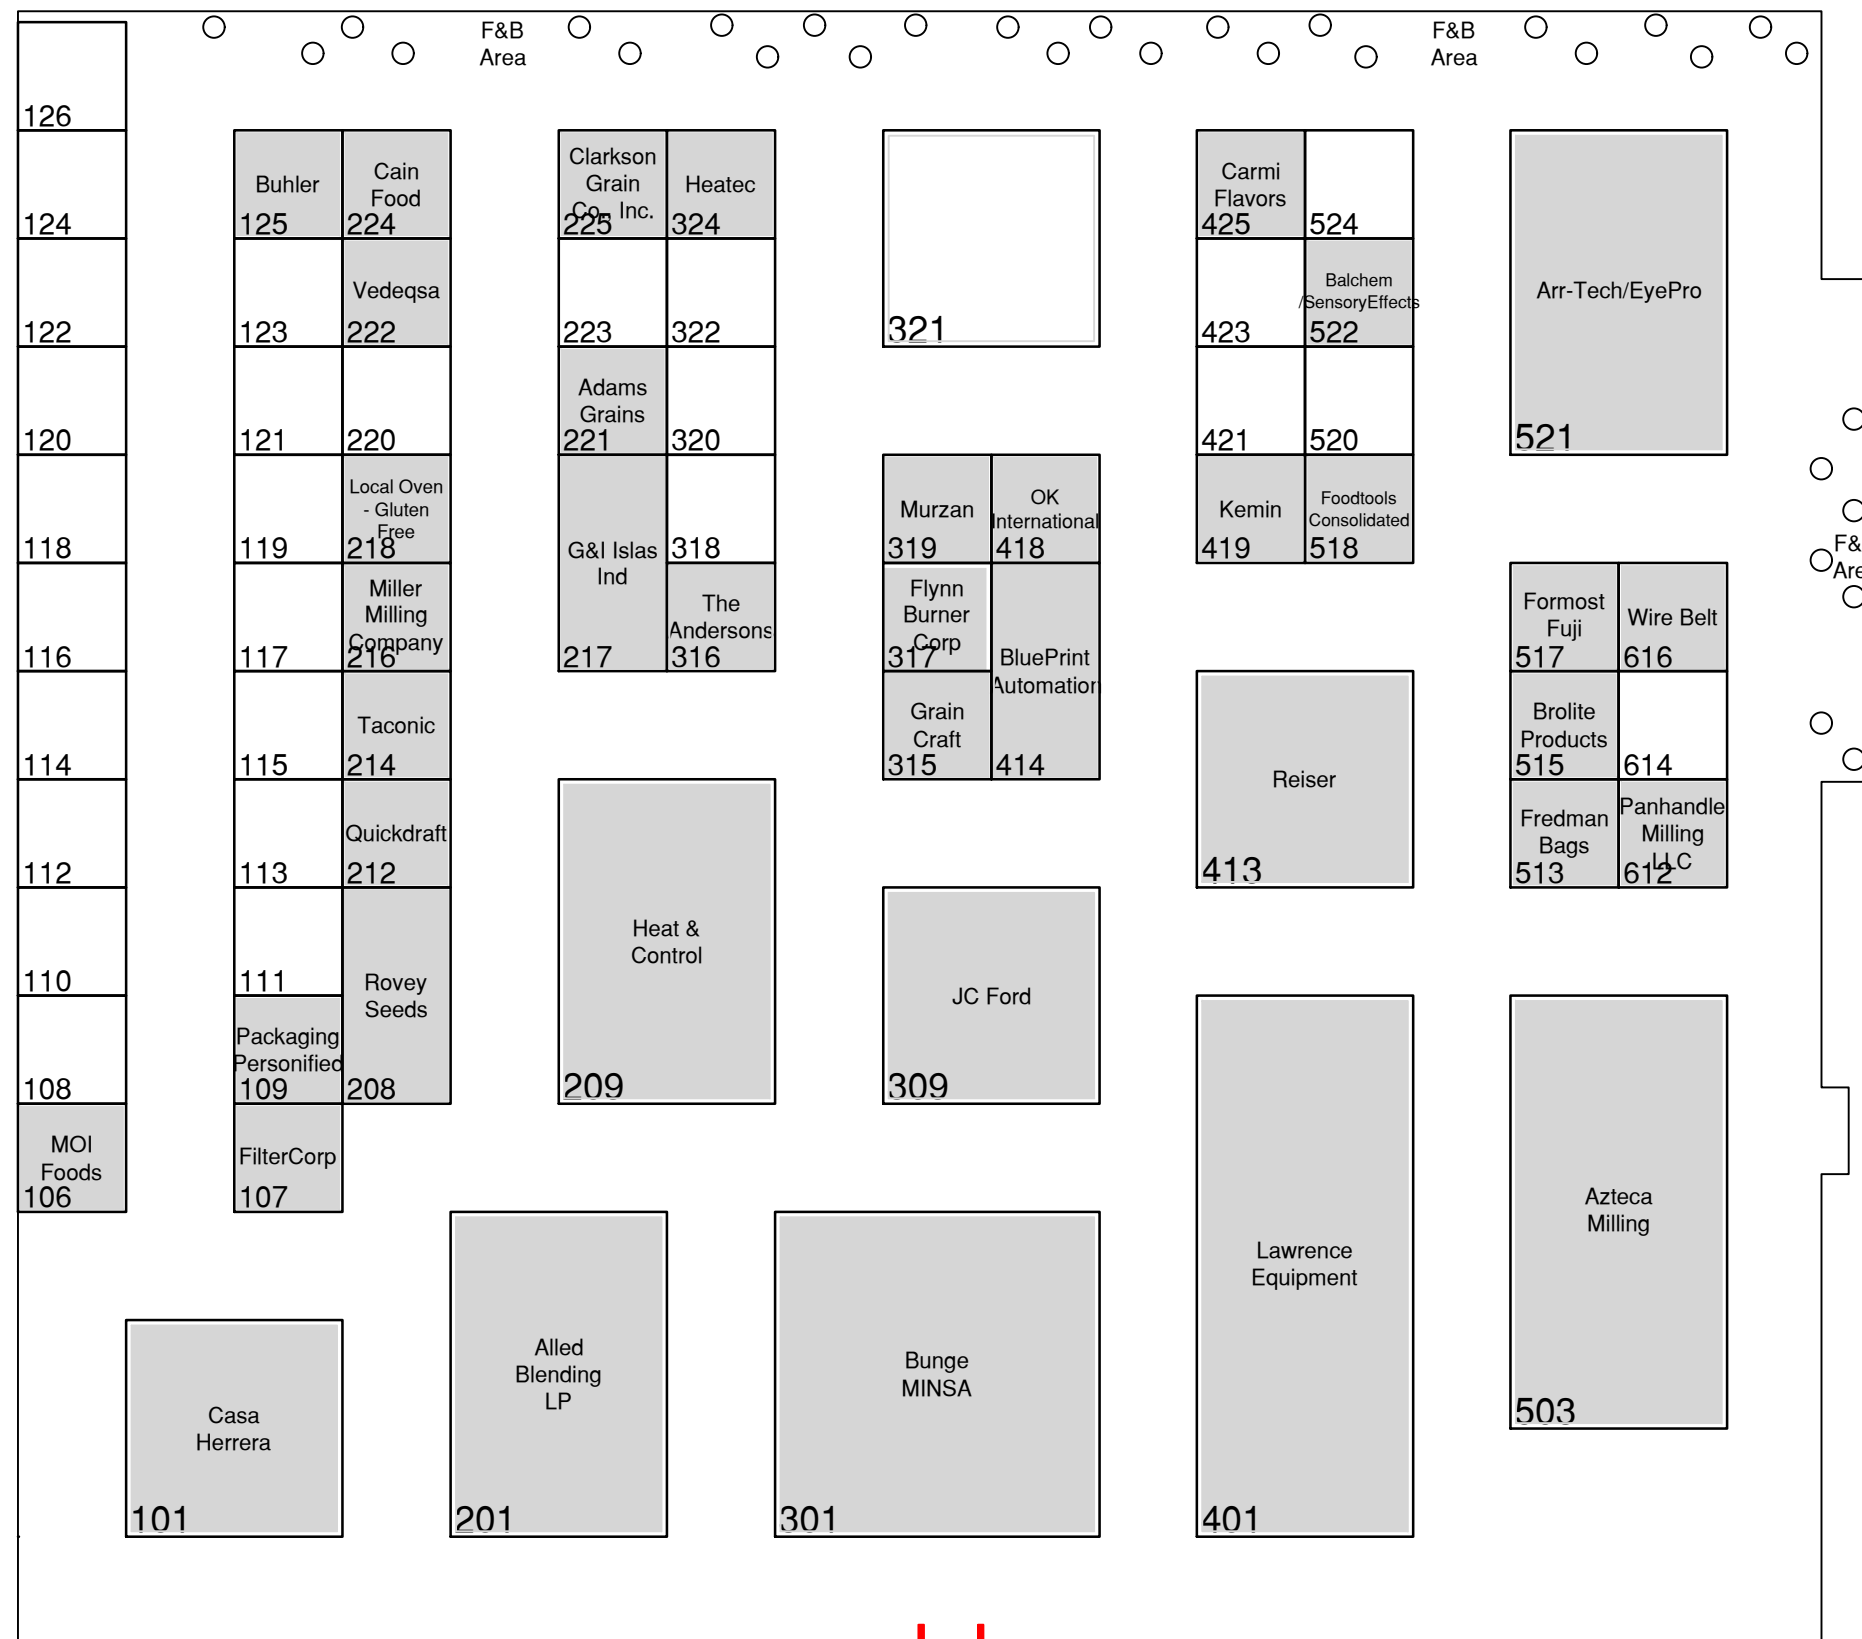 F&B
Area
F&B
Area
126
Buhler
125
Cain
Food
224
Clarkson
Grain
Co., Inc.
225
Heatec
324
321
Carmi
Flavors
425
524
Arr-Tech/EyePro
521
124
123
Vedeqsa
222
223
322
423
Balchem
/SensoryEffects
522
122
121
220
Adams
Grains
221
320
421
520
120
119
Local Oven
- Gluten
Free
218
G&I Islas
Ind
217
318
Murzan
319
OK
International
418
Kemin
419
Foodtools
Consolidated
518
F&
Are
118
117
Miller
Milling
Company
216
The
Andersons
316
Flynn
Burner
Corp
317
BluePrint
Automation
414
Formost
Fuji
517
Wire Belt
616
116
115
Taconic
214
Grain
Craft
315
Reiser
413
Brolite
Products
515
614
114
113
Quickdraft
212
Heat &
Control
209
Fredman
Bags
513
Panhandle
Milling
LLC
612
112
111
Rovey
Seeds
208
JC Ford
309
110
Packaging
Personified
109
108
MOI
Foods
106
FilterCorp
107
Lawrence
Equipment
401
Azteca
Milling
503
Casa
Herrera
101
Alled
Blending
LP
201
Bunge
MINSA
301